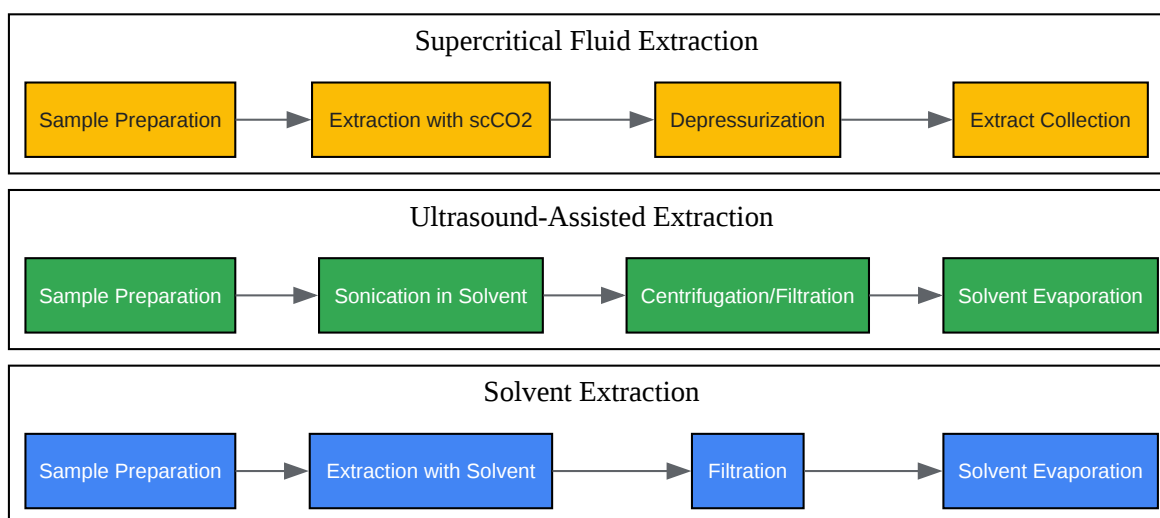 Supercritical Fluid Extraction
Sample Preparation
Extraction with scCO2
Depressurization
Extract Collection
Ultrasound-Assisted Extraction
Sample Preparation
Sonication in Solvent
Centrifugation/Filtration
Solvent Evaporation
Solvent Extraction
Sample Preparation
Extraction with Solvent
Filtration
Solvent Evaporation